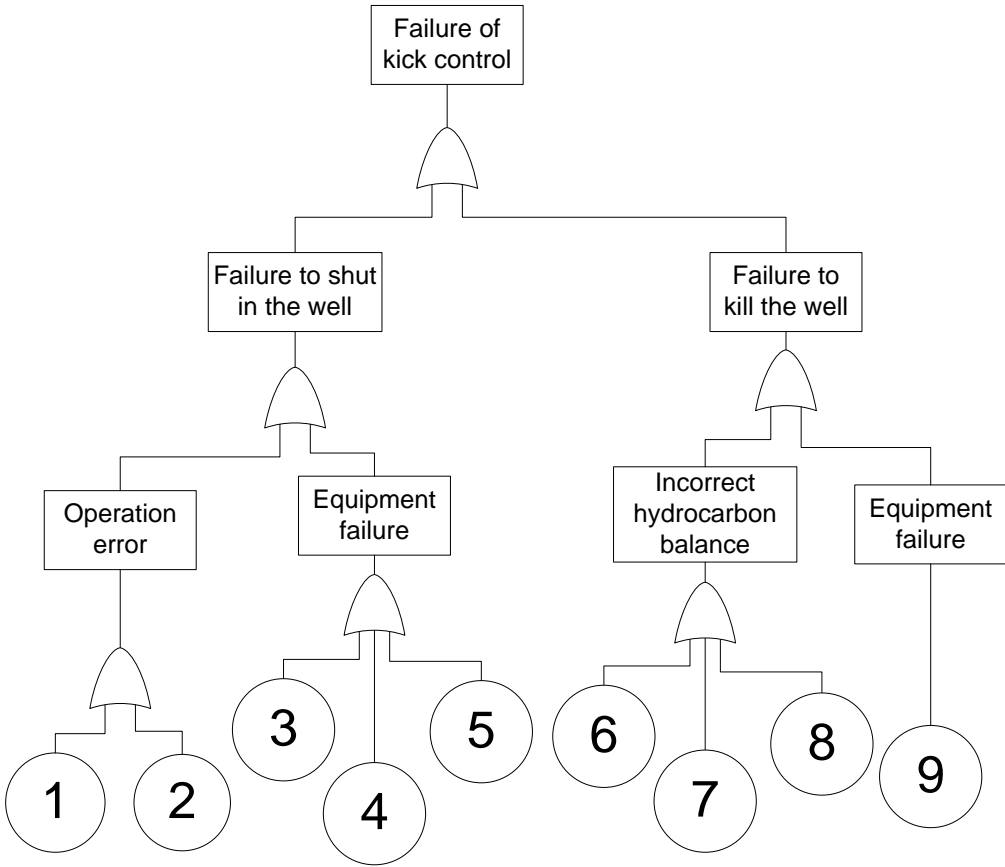 Failure of
kick control
Failure to shut
in the well
Failure to
kill the well
Operation
error
Equipment
failure
Incorrect
hydrocarbon
balance
Equipment
failure
1
2
3
4
5
6
7
8
9